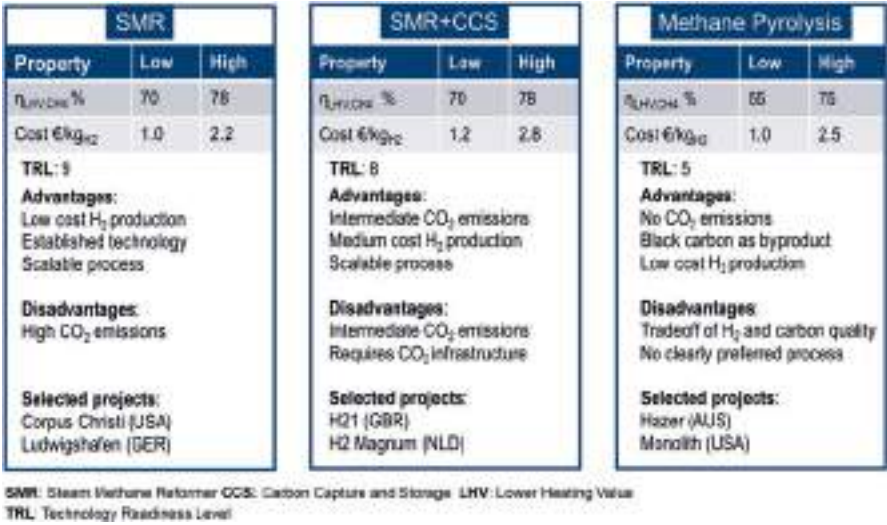 SMR
Property Low High
ηLHV,CH4 % 70 78
Cost €/kgH2 1.0 2.2
TRL: 9
Advantages:
Low cost H2 production
Established technology
Scalable process
Disadvantages:
High CO2 emissions
Selected projects:
Corpus Christi (USA)
Ludwigshafen (GER)
SMR+CCS
Property Low High
ηLHV,CH4 % 70 78
Cost €/kgH2 1.2 2.8
TRL: 8
Advantages:
Intermediate CO2 emissions
Medium cost H2 production
Scalable process
Disadvantages:
Intermediate CO2 emissions
Requires CO2 infrastructure
Selected projects:
H21 (GBR)
H2 Magnum (NLD)
Methane Pyrolysis
Property Low High
ηLHV,CH4 % 55 75
Cost €/kgH2 1.0 2.5
TRL: 5
Advantages:
No CO2 emissions
Black carbon as byproduct
Low cost H2 production
Disadvantages:
Tradeoff of H2 and carbon quality
No clearly preferred process
Selected projects:
Hazer (AUS)
Monolith (USA)
SMR: Steam Methane Reformer CCS: Carbon Capture and Storage LHV: Lower Heating Value
TRL: Technology Readiness Level